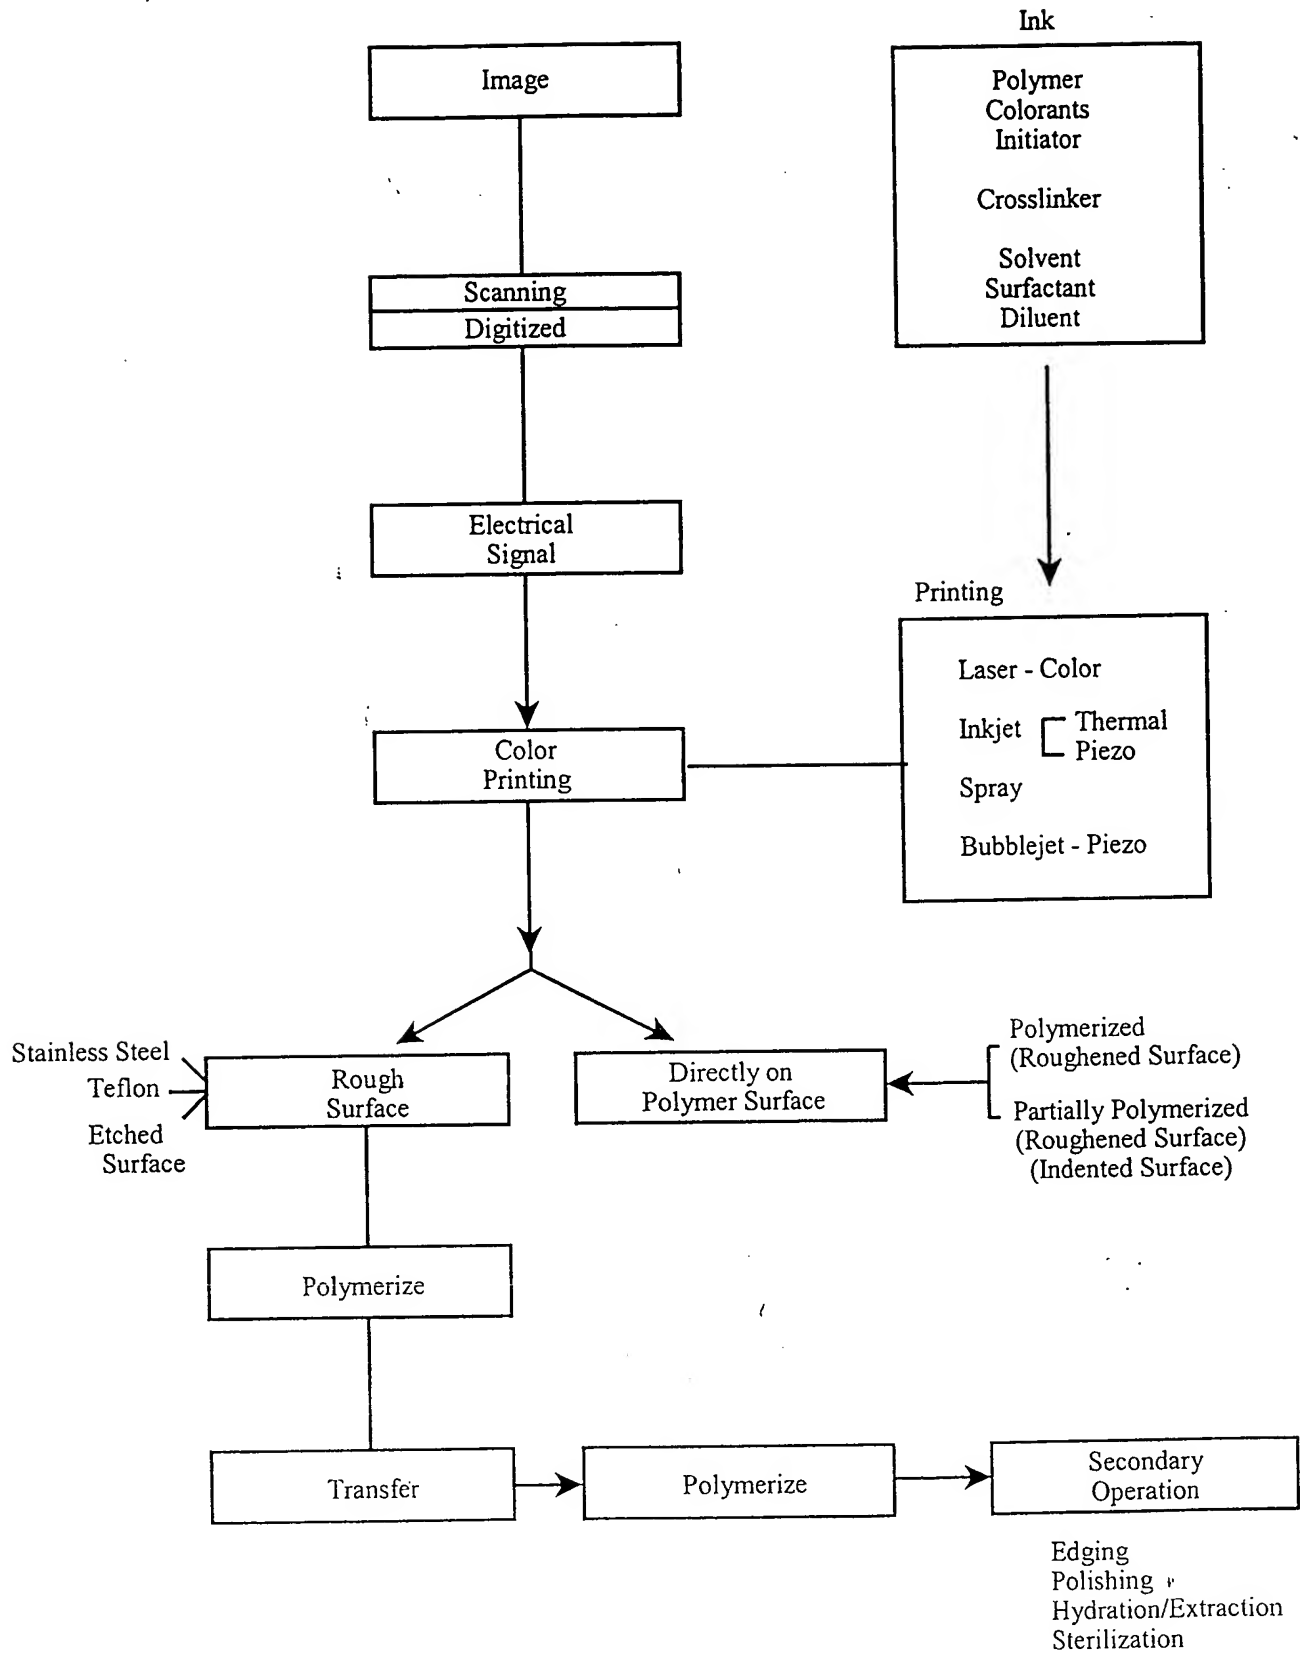 Ink
Image
Polymer
Colorants
Initiator
Crosslinker
Solvent
Surfactant
Diluent
Scanning
Digitized
Electrical
Signal
Printing
Laser - Color
Inkjet
Thermal
Piezo
Spray
Bubblejet - Piezo
Color
Printing
Stainless Steel
Teflon
Etched
Surface
Rough
Surface
Directly on
Polymer Surface
Polymerized
(Roughened Surface)
Partially Polymerized
(Roughened Surface)
(Indented Surface)
Polymerize
Transfer
Polymerize
Secondary
Operation
Edging
Polishing
Hydration/Extraction
Sterilization